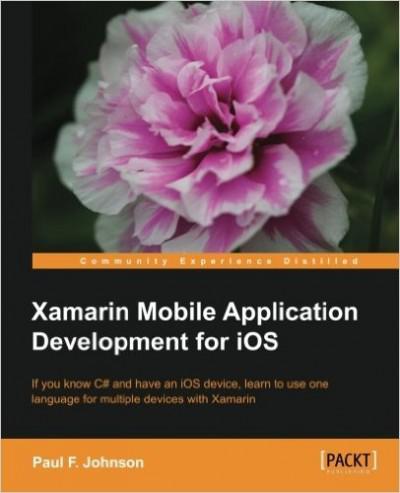 Community Experience Distilled
Xamarin Mobile Application
Development for iOS
If you know C# and have an iOS device, learn to use one
language for multiple devices with Xamarin
Paul F. Johnson
[PACKT]
PUBLISHING